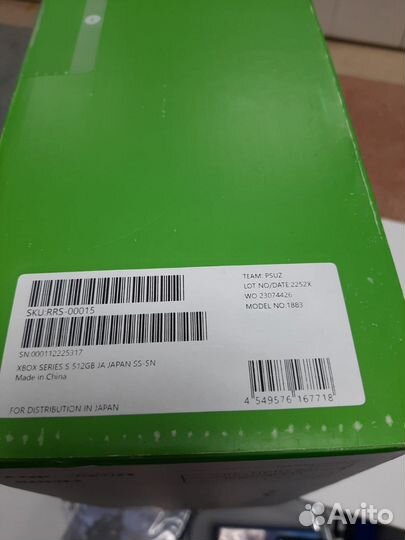 SKU:RRS-00015
SN:000112225317
XBOX SERIES S 512GB JA JAPAN SS-SN
Made in China
FOR DISTRIBUTION IN JAPAN
TEAM: PSUZ
LOT NO/DATE:2252X
WO 23074426
MODEL NO.1883
4 549576 167718
Avito